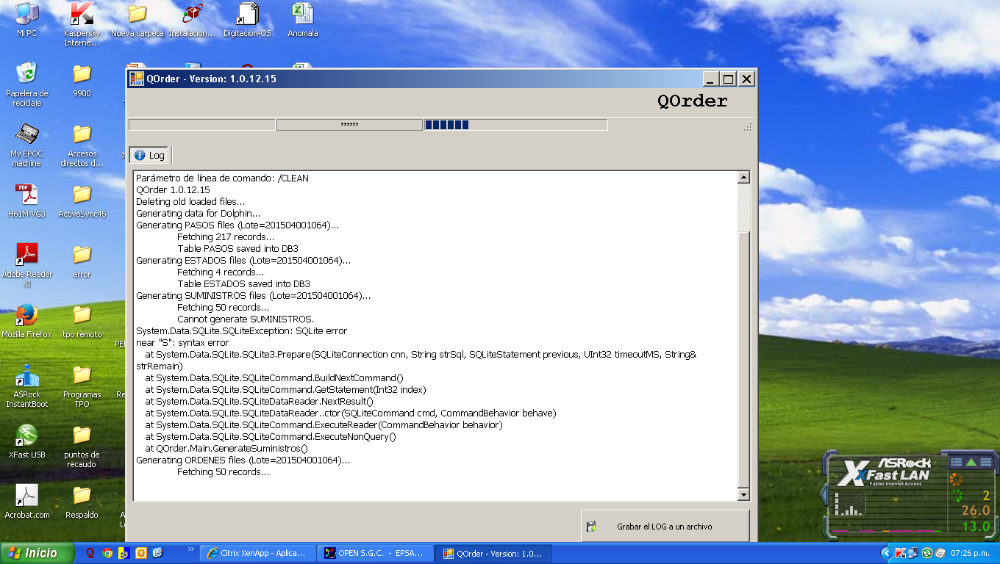 Mi PC
Kaspersky Interne...
Nueva carpeta
Instalacion...
Digitacion-OS
Anomala
Papelera de reciclaje
9900
My EPOC machine
Accesos directos d...
H61M-VG3
ActiveSync45
Adobe Reader XI
error
Mozilla Firefox
tpo remoto
ASRock InstantBoot
Programas TPO
XFast USB
puntos de recaudo
Acrobat.com
Respaldo
QOrder - Version: 1.0.12.15
QOrder
******
Log
Parámetro de línea de comando: /CLEAN
QOrder 1.0.12.15
Deleting old loaded files...
Generating data for Dolphin...
Generating PASOS files (Lote=201504001064)...
Fetching 217 records...
Table PASOS saved into DB3
Generating ESTADOS files (Lote=201504001064)...
Fetching 4 records...
Table ESTADOS saved into DB3
Generating SUMINISTROS files (Lote=201504001064)...
Fetching 50 records...
Cannot generate SUMINISTROS.
System.Data.SQLite.SQLiteException: SQLite error
near "S": syntax error
at System.Data.SQLite.SQLite3.Prepare(SQLiteConnection cnn, String strSql, SQLiteStatement previous, UInt32 timeoutMS, String&
strRemain)
at System.Data.SQLite.SQLiteCommand.BuildNextCommand()
at System.Data.SQLite.SQLiteCommand.GetStatement(Int32 index)
at System.Data.SQLite.SQLiteDataReader.NextResult()
at System.Data.SQLite.SQLiteDataReader..ctor(SQLiteCommand cmd, CommandBehavior behave)
at System.Data.SQLite.SQLiteCommand.ExecuteReader(CommandBehavior behavior)
at System.Data.SQLite.SQLiteCommand.ExecuteNonQuery()
at QOrder.Main.GenerateSuministros()
Generating ORDENES files (Lote=201504001064)...
Fetching 50 records...
Grabar el LOG a un archivo
ASRock
XFast LAN
Faster Internet Access
2
26.0
13.0
Inicio
Citrix XenApp - Aplica...
OPEN S.G.C. - EPSA...
QOrder - Version: 1.0...
07:26 p.m.